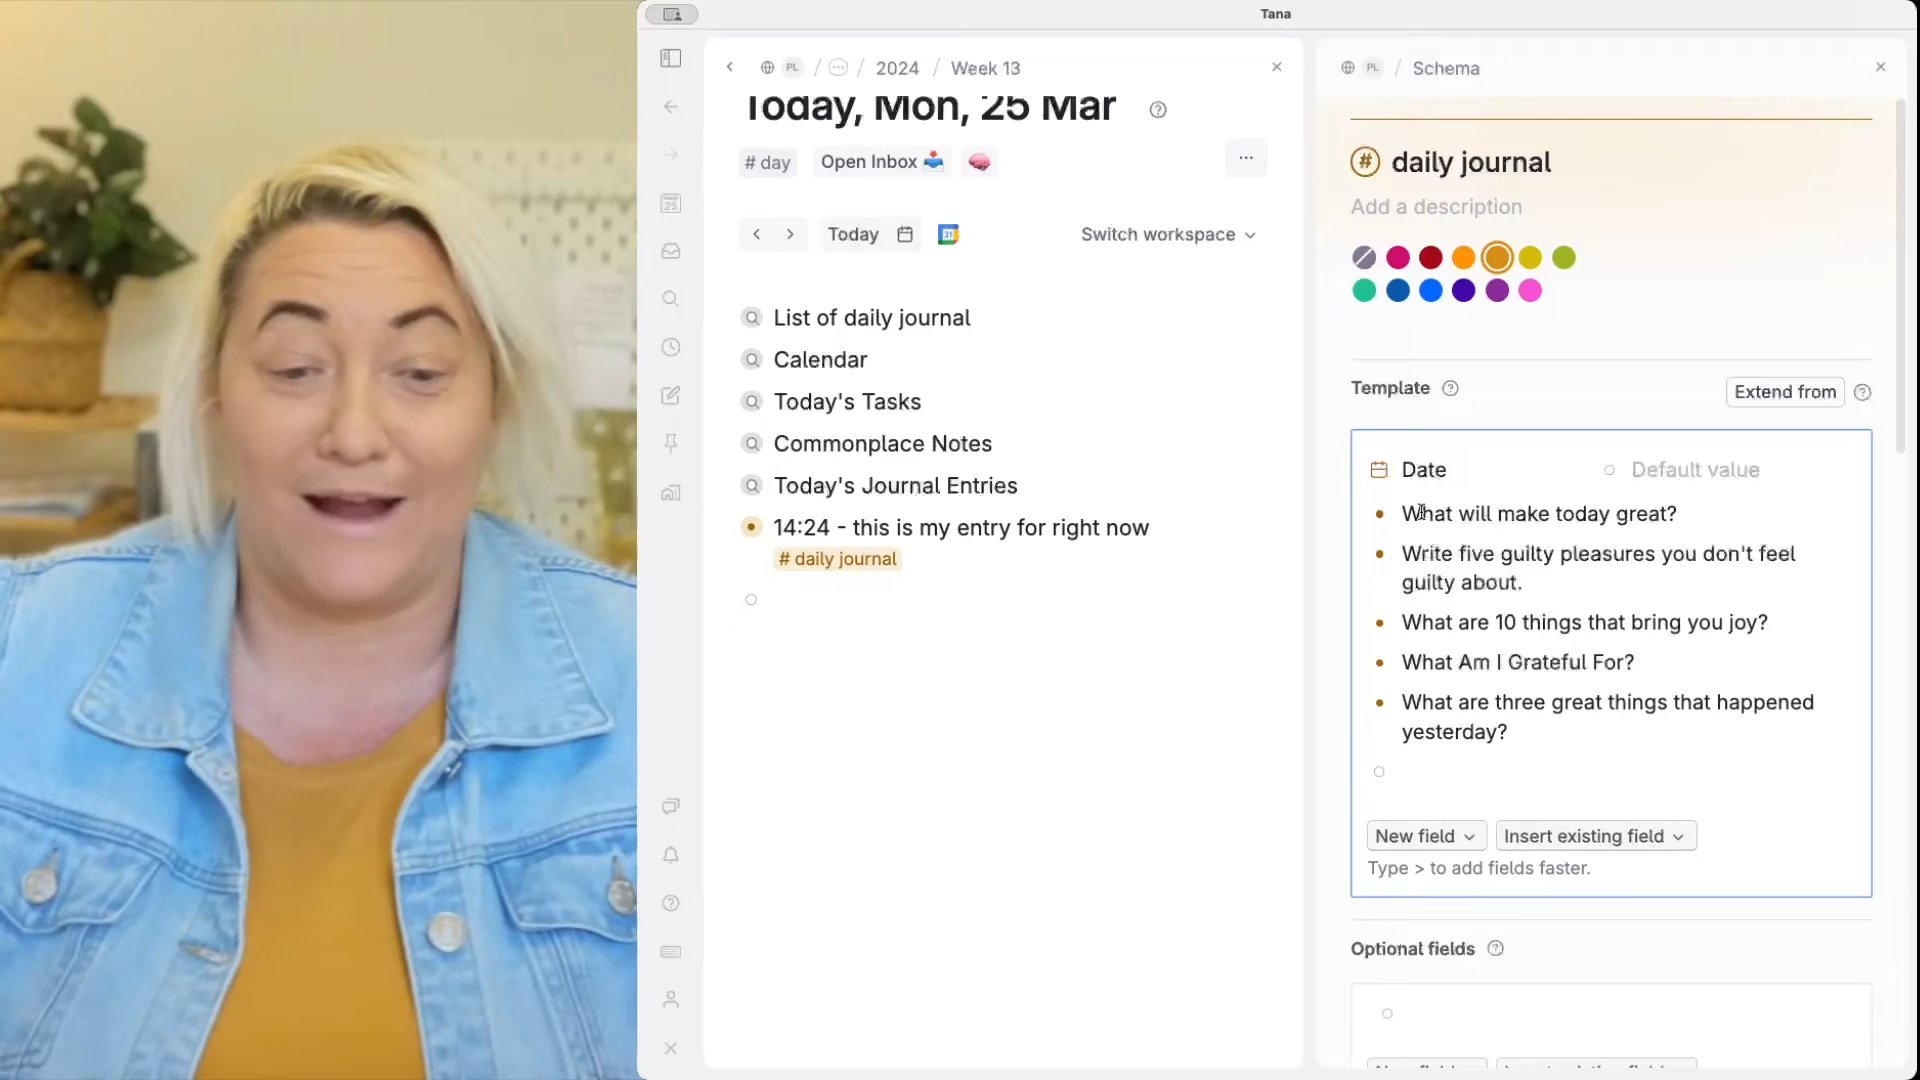 Tana
PL / / 2024 / Week 13
Today, Mon, 25 Mar
# day
Open Inbox
Today
31
Switch workspace
25
List of daily journal
Calendar
Today's Tasks
Commonplace Notes
Today's Journal Entries
14:24 - this is my entry for right now
# daily journal
PL / Schema
# daily journal
Add a description
Template
Extend from
Date
Default value
What will make today great?
Write five guilty pleasures you don't feel
guilty about.
What are 10 things that bring you joy?
What Am I Grateful For?
What are three great things that happened
yesterday?
New field
Insert existing field
Type > to add fields faster.
Optional fields